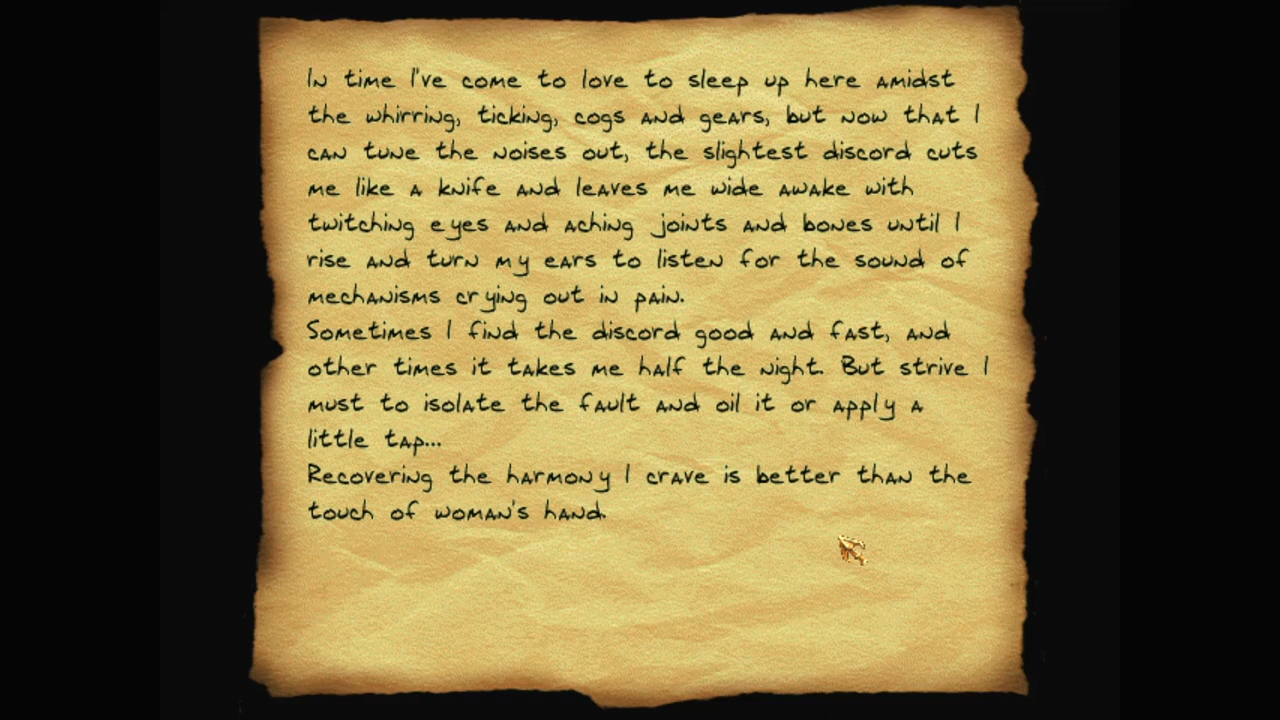 In time I've come to love to sleep up here amidst
the whirring, ticking, cogs and gears, but now that I
can tune the noises out, the slightest discord cuts
me like a knife and leaves me wide awake with
twitching eyes and aching joints and bones until I
rise and turn my ears to listen for the sound of
mechanisms crying out in pain.
Sometimes I find the discord good and fast, and
other times it takes me half the night. But strive I
must to isolate the fault and oil it or apply a
little tap...
Recovering the harmony I crave is better than the
touch of woman's hand.